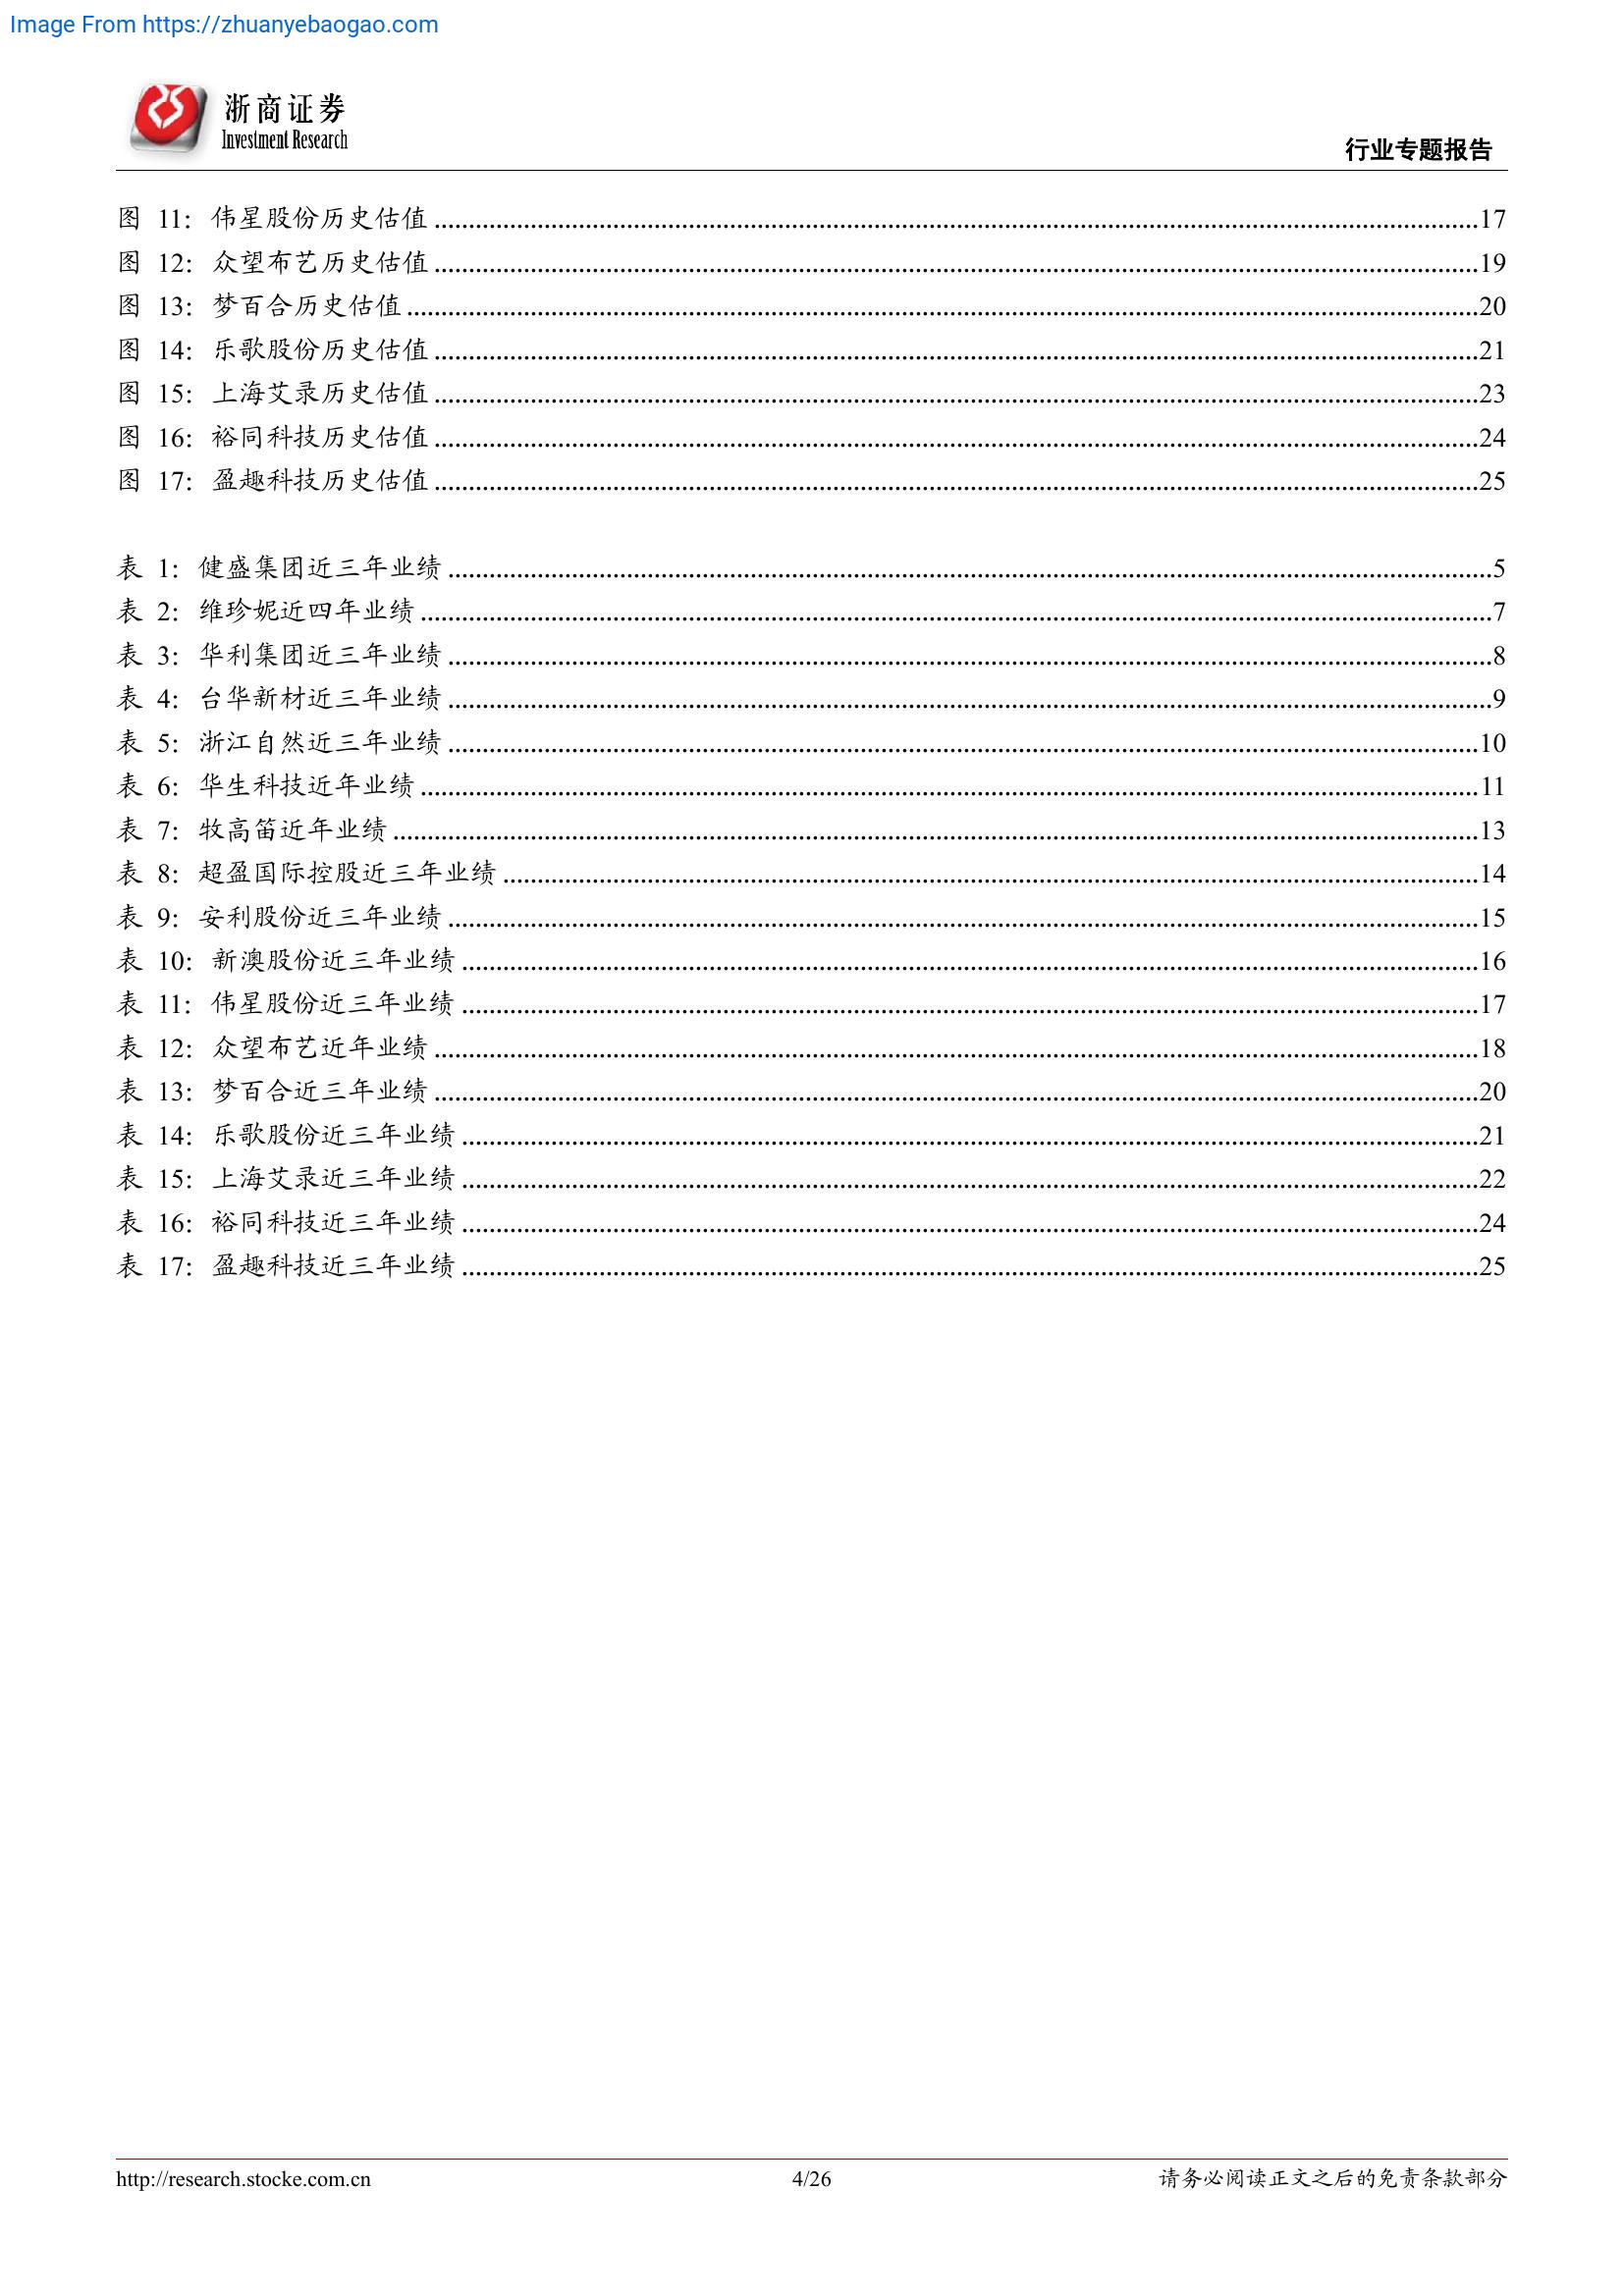 Image From https://zhuanyebaogao.com
浙商证券
Investment Research
行业专题报告
图 11：伟星股份历史估值........17
图 12：众望布艺历史估值........19
图 13：梦百合历史估值........20
图 14：乐歌股份历史估值........21
图 15：上海艾录历史估值........23
图 16：裕同科技历史估值........24
图 17：盈趣科技历史估值........25
表 1：健盛集团近三年业绩........5
表 2：维珍妮近四年业绩........7
表 3：华利集团近三年业绩........8
表 4：台华新材近三年业绩........9
表 5：浙江自然近三年业绩........10
表 6：华生科技近年业绩........11
表 7：牧高笛近年业绩........13
表 8：超盈国际控股近三年业绩........14
表 9：安利股份近三年业绩........15
表 10：新澳股份近三年业绩........16
表 11：伟星股份近三年业绩........17
表 12：众望布艺近年业绩........18
表 13：梦百合近三年业绩........20
表 14：乐歌股份近三年业绩........21
表 15：上海艾录近三年业绩........22
表 16：裕同科技近三年业绩........24
表 17：盈趣科技近三年业绩........25
http://research.stocke.com.cn
4/26
请务必阅读正文之后的免责条款部分